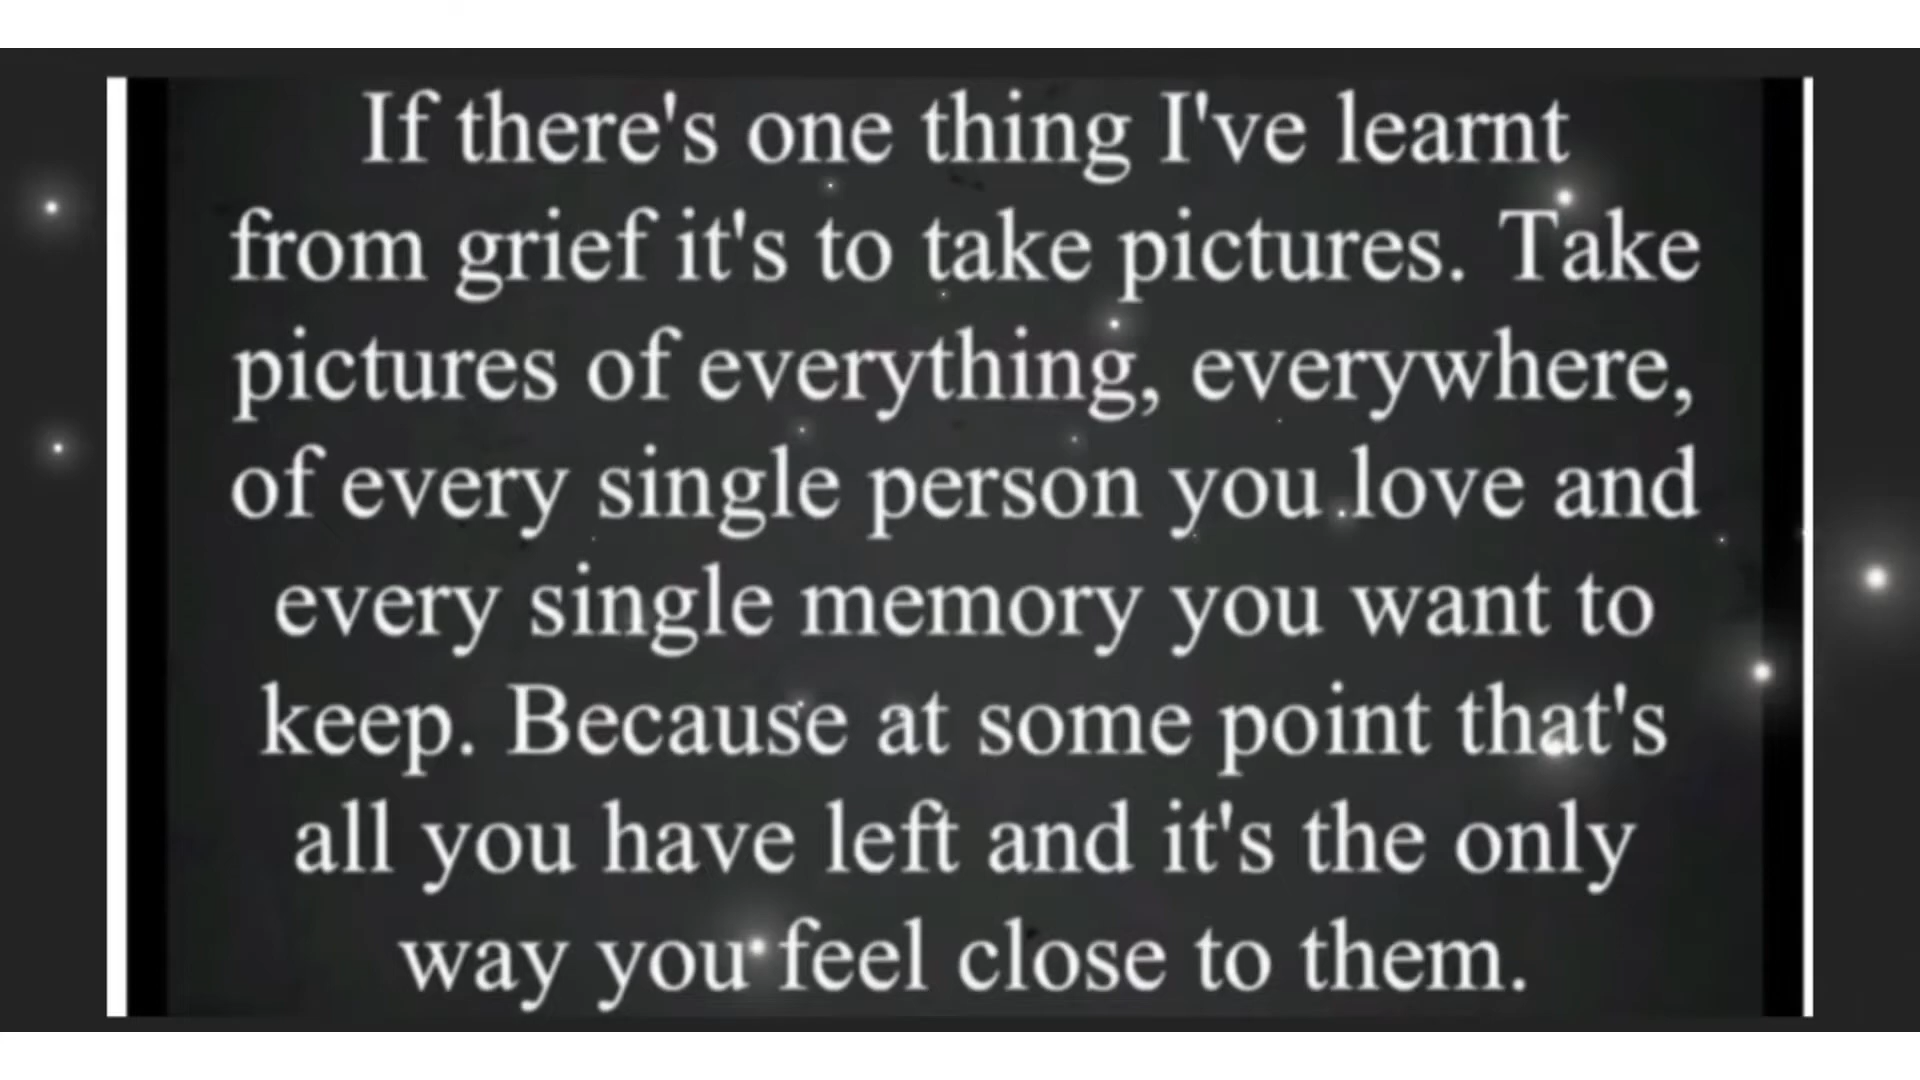 If there's one thing I've learnt
from grief it's to take pictures. Take
pictures of everything, everywhere,
of every single person you love and
every single memory you want to
keep. Because at some point that's
all you have left and it's the only
way you feel close to them.